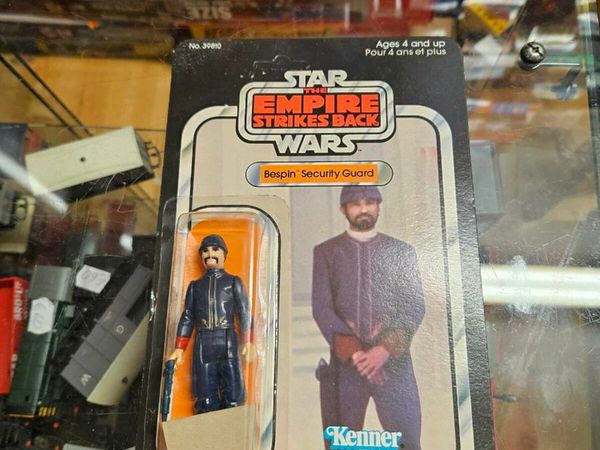 No. 39810
Ages 4 and up
Pour 4 ans et plus
STAR
THE
EMPIRE
STRIKES BACK
WARS
Bespin™ Security Guard
Kenner